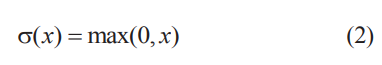 σ(x) = max(0, x) (2)